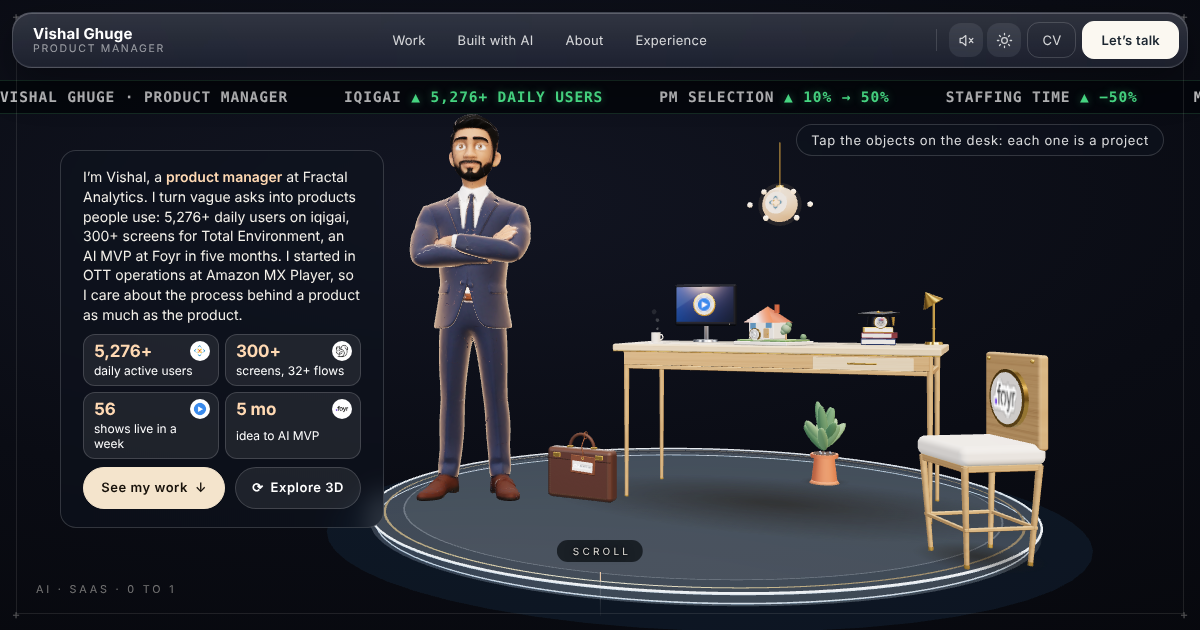 Vishal Ghuge
PRODUCT MANAGER
Work
Built with AI
About
Experience
CV
Let's talk
VISHAL GHUGE · PRODUCT MANAGER IQIGAI ▲ 5,276+ DAILY USERS PM SELECTION ▲ 10% → 50% STAFFING TIME ▲ −50%
Tap the objects on the desk: each one is a project
I'm Vishal, a product manager at Fractal
Analytics. I turn vague asks into products
people use: 5,276+ daily users on iqigai,
300+ screens for Total Environment, an
AI MVP at Foyr in five months. I started in
OTT operations at Amazon MX Player, so
I care about the process behind a product
as much as the product.
5,276+
daily active users
300+
screens, 32+ flows
56
shows live in a
week
5 mo
.foyr
idea to AI MVP
See my work ↓
⟳ Explore 3D
.foyr
SCROLL
AI · SAAS · 0 TO 1